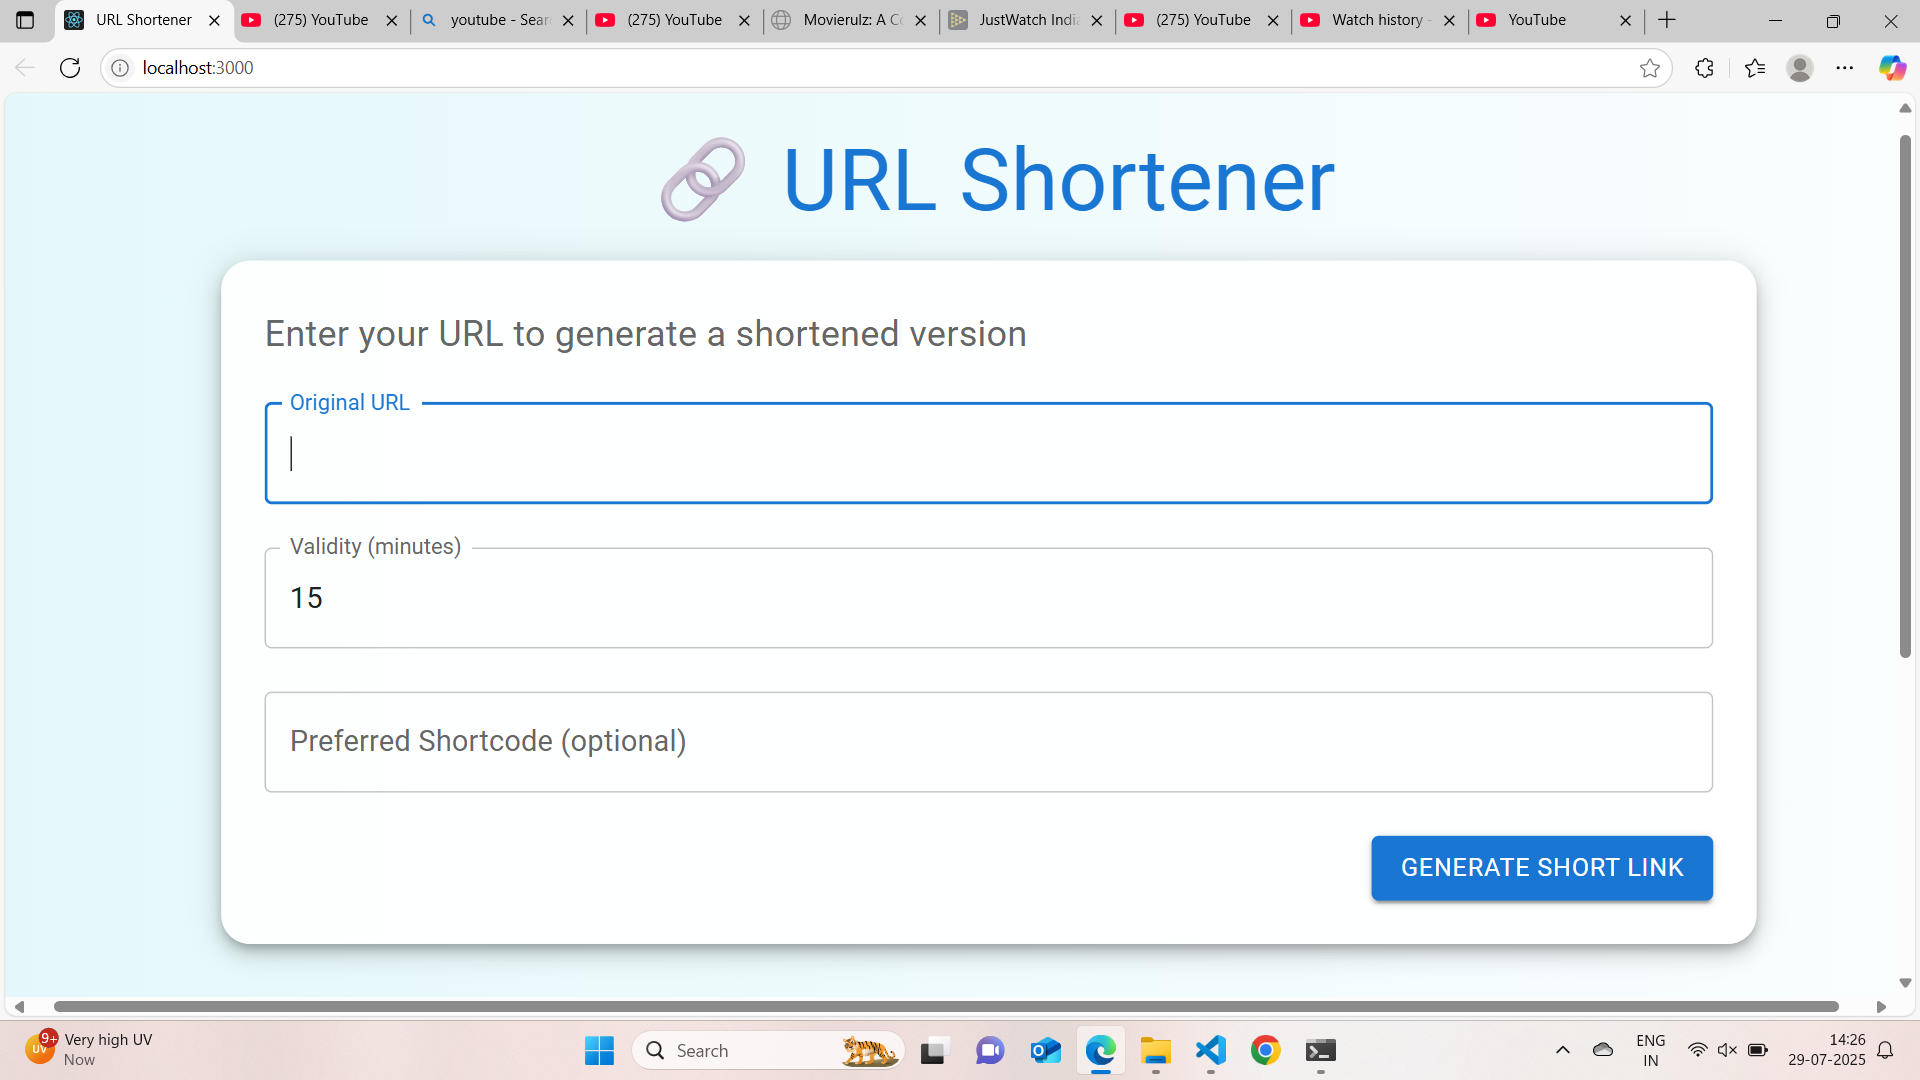 URL Shortener
(275) YouTube
youtube - Sear
(275) YouTube
Movierulz: A Co
JustWatch India
(275) YouTube
Watch history -
YouTube
localhost:3000
URL Shortener
Enter your URL to generate a shortened version
Original URL
Validity (minutes)
15
Preferred Shortcode (optional)
GENERATE SHORT LINK
9+
UV
Very high UV
Now
Search
ENG
IN
14:26
29-07-2025